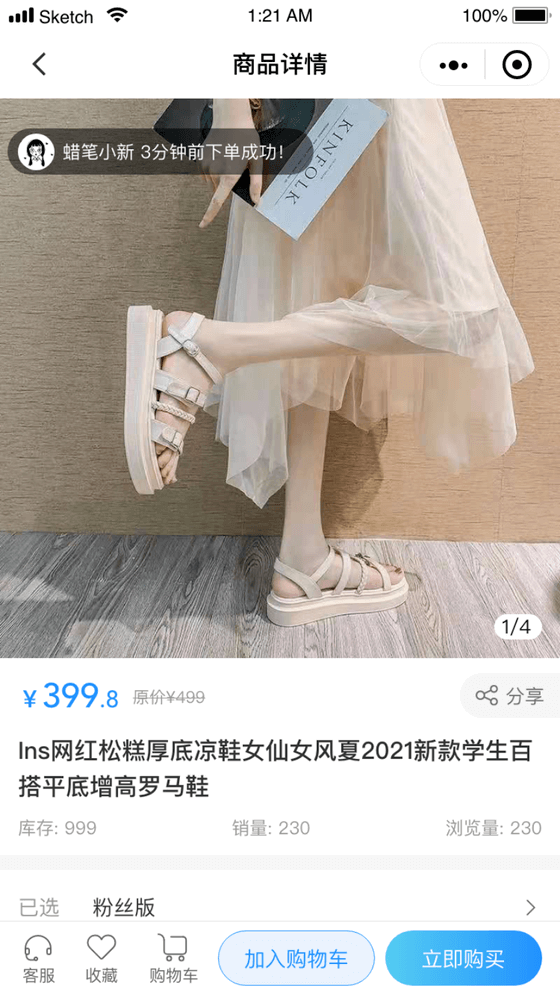 Sketch 1:21 AM 100%
商品详情
蜡笔小新 3分钟前下单成功!
KINFOLK
1/4
¥399.8 原价¥499 分享
Ins网红松糕厚底凉鞋女仙女风夏2021新款学生百
搭平底增高罗马鞋
库存: 999 销量: 230 浏览量: 230
已选 粉丝版
客服 收藏 购物车 加入购物车 立即购买